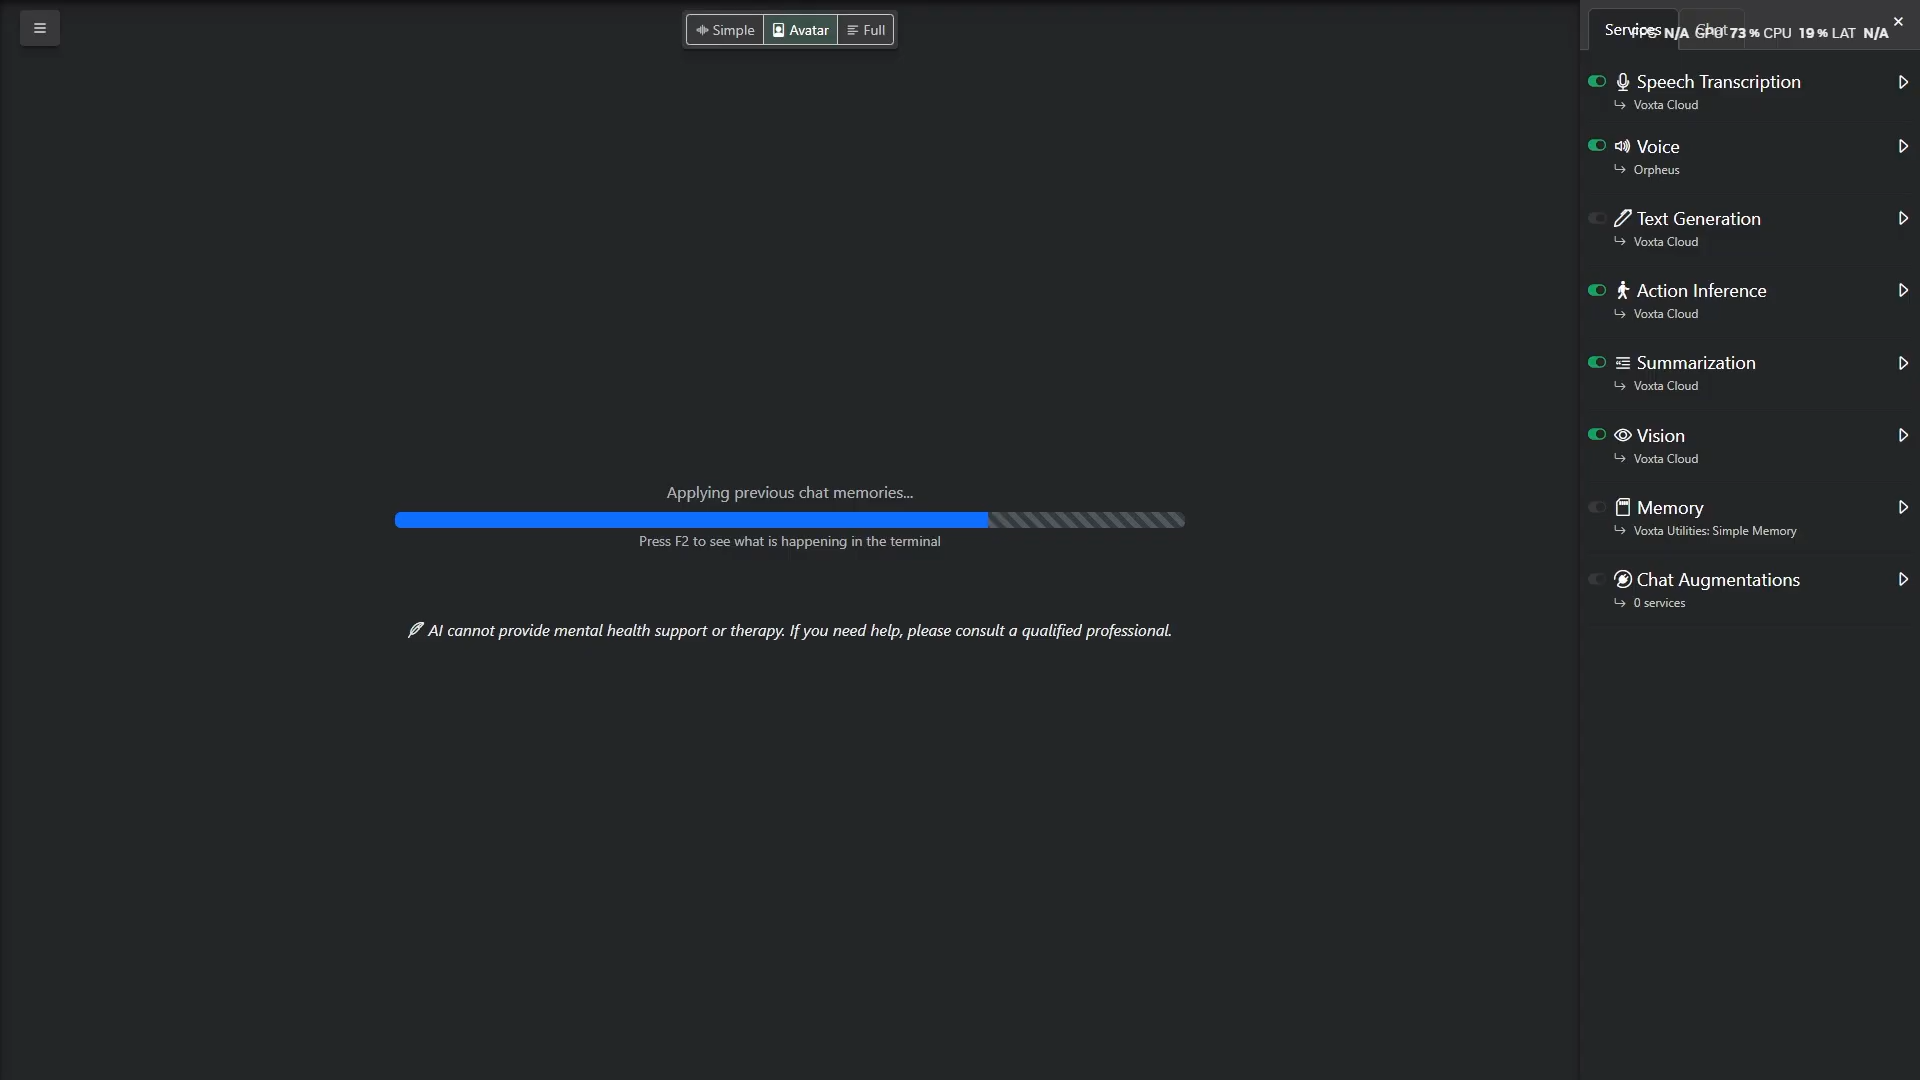 Simple
Avatar
Full
Services
Chat
FPS N/A GPU 73 % CPU 19 % LAT N/A
Speech Transcription
Voxta Cloud
Voice
Orpheus
Text Generation
Voxta Cloud
Action Inference
Voxta Cloud
Summarization
Voxta Cloud
Vision
Voxta Cloud
Memory
Voxta Utilities: Simple Memory
Chat Augmentations
0 services
Applying previous chat memories...
Press F2 to see what is happening in the terminal
AI cannot provide mental health support or therapy. If you need help, please consult a qualified professional.